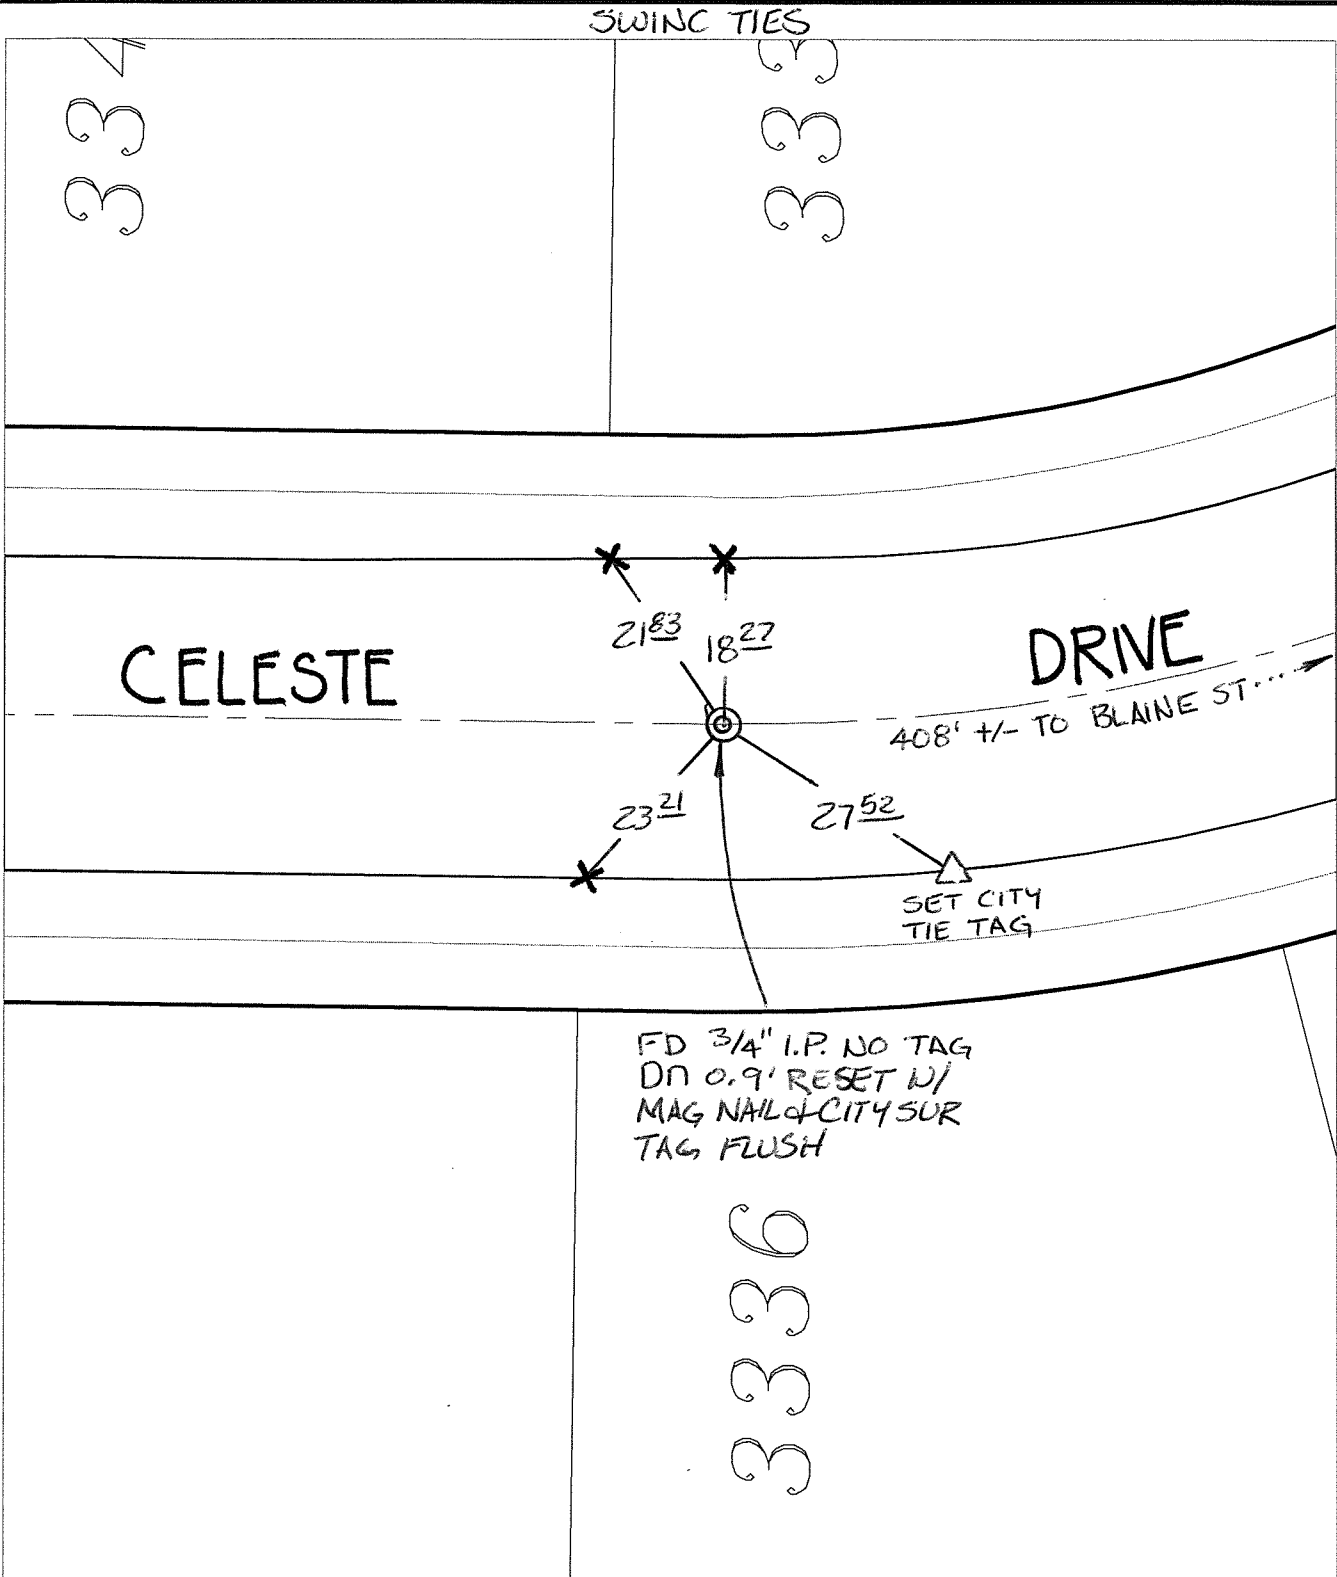 SWING TIES
334
3333
21 83
18 27
CELESTE
DRIVE
408' +/- TO BLAINE ST
23 21
27 52
SET CITY
TIE TAG
FD 3/4" I.P. NO TAG
Dn 0.9' RESET W/
MAG NAIL & CITY SUR
TAG FLUSH
3336